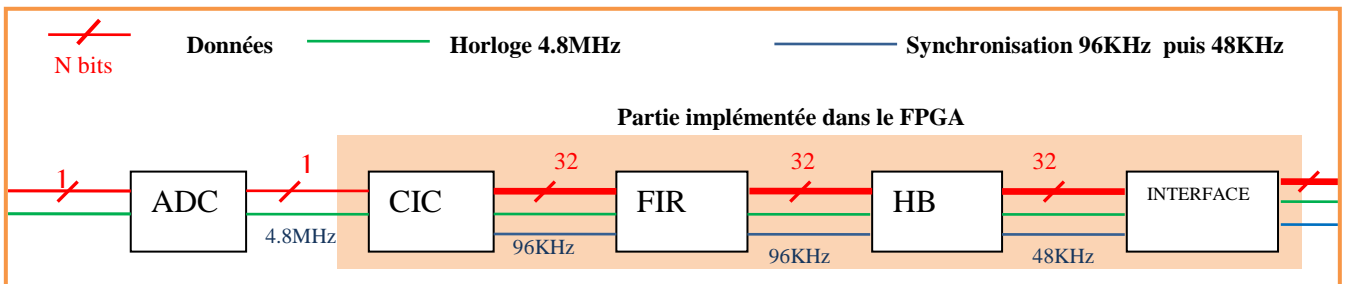 Données
Horloge 4.8MHz
Synchronisation 96KHz puis 48KHz
N bits
Partie implémentée dans le FPGA
1
1
32
32
32
ADC
CIC
FIR
HB
INTERFACE
4.8MHz
96KHz
96KHz
48KHz